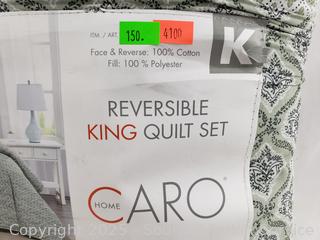 ITEM. / ART. 150. 4100
K
Face & Reverse: 100% Cotton
Fill: 100 % Polyester
REVERSIBLE
KING QUILT SET
CARO
HOME